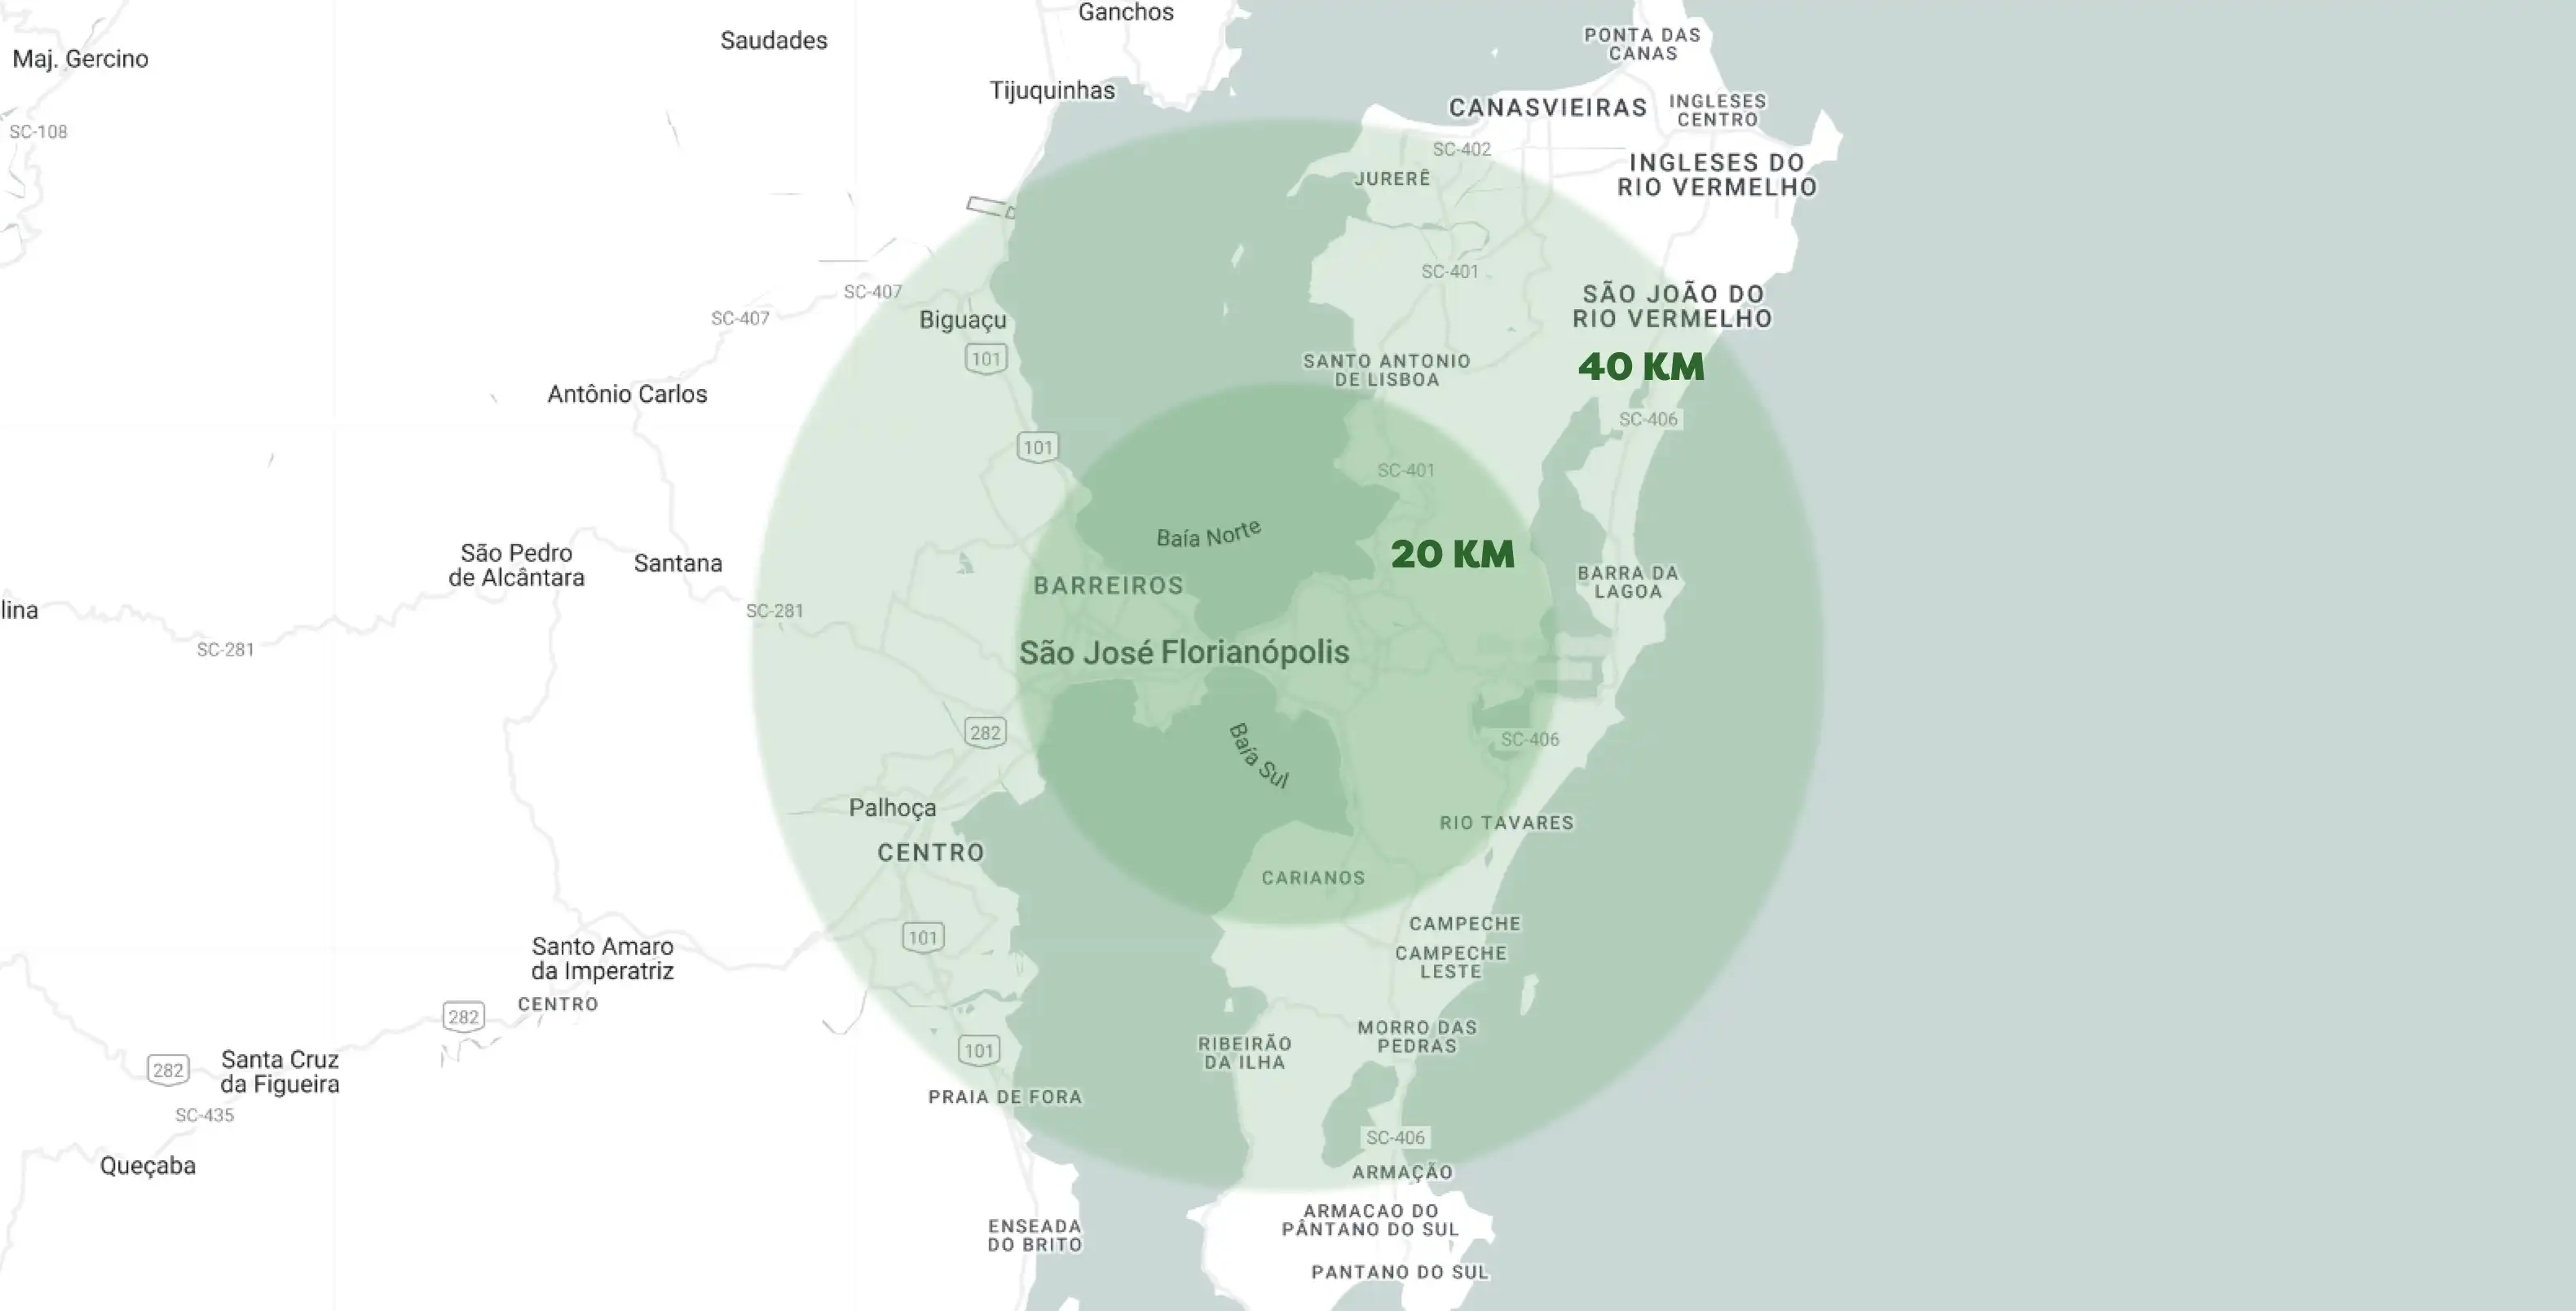 Ganchos
Saudades
Maj. Gercino
Tijuquinhas
PONTA DAS
CANAS
CANASVIEIRAS
INGLESES
CENTRO
SC-108
SC-402
INGLESES DO
RIO VERMELHO
JURERÊ
SC-401
SC-407
SC-407
Biguaçu
SÃO JOÃO DO
RIO VERMELHO
101
SANTO ANTONIO
DE LISBOA
40 KM
Antônio Carlos
SC-406
101
SC-401
Baía Norte
20 KM
São Pedro
de Alcântara
Santana
BARREIROS
BARRA DA
LAGOA
lina
SC-281
SC-281
São José
Florianópolis
282
Baía Sul
SC-406
Palhoça
RIO TAVARES
CENTRO
CARIANOS
101
CAMPECHE
CAMPECHE
LESTE
Santo Amaro
da Imperatriz
CENTRO
282
MORRO DAS
PEDRAS
RIBEIRÃO
DA ILHA
101
282
Santa Cruz
da Figueira
PRAIA DE FORA
SC-435
SC-406
Queçaba
ARMAÇÃO
ARMACAO DO
PÂNTANO DO SUL
ENSEADA
DO BRITO
PANTANO DO SUL